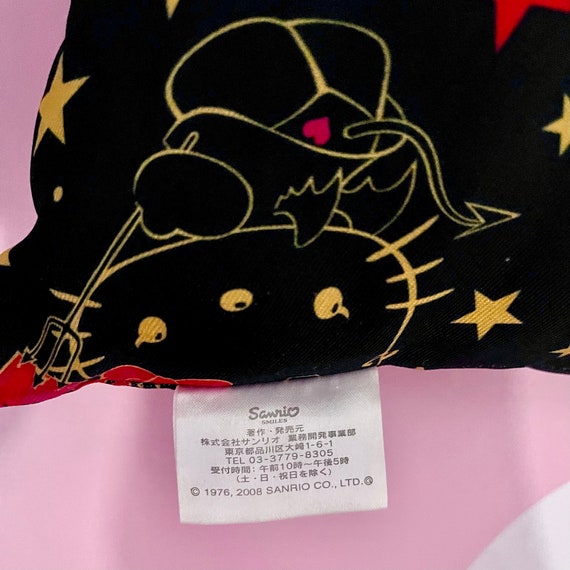 Sanrio
SMILES
著作・発売元
株式会社サンリオ 業務開発事業部
東京都品川区大崎1-6-1
TEL 03-3779-8305
受付時間：午前10時～午後5時
(土・日・祝日を除く)
© 1976, 2008 SANRIO CO., LTD.Ⓖ